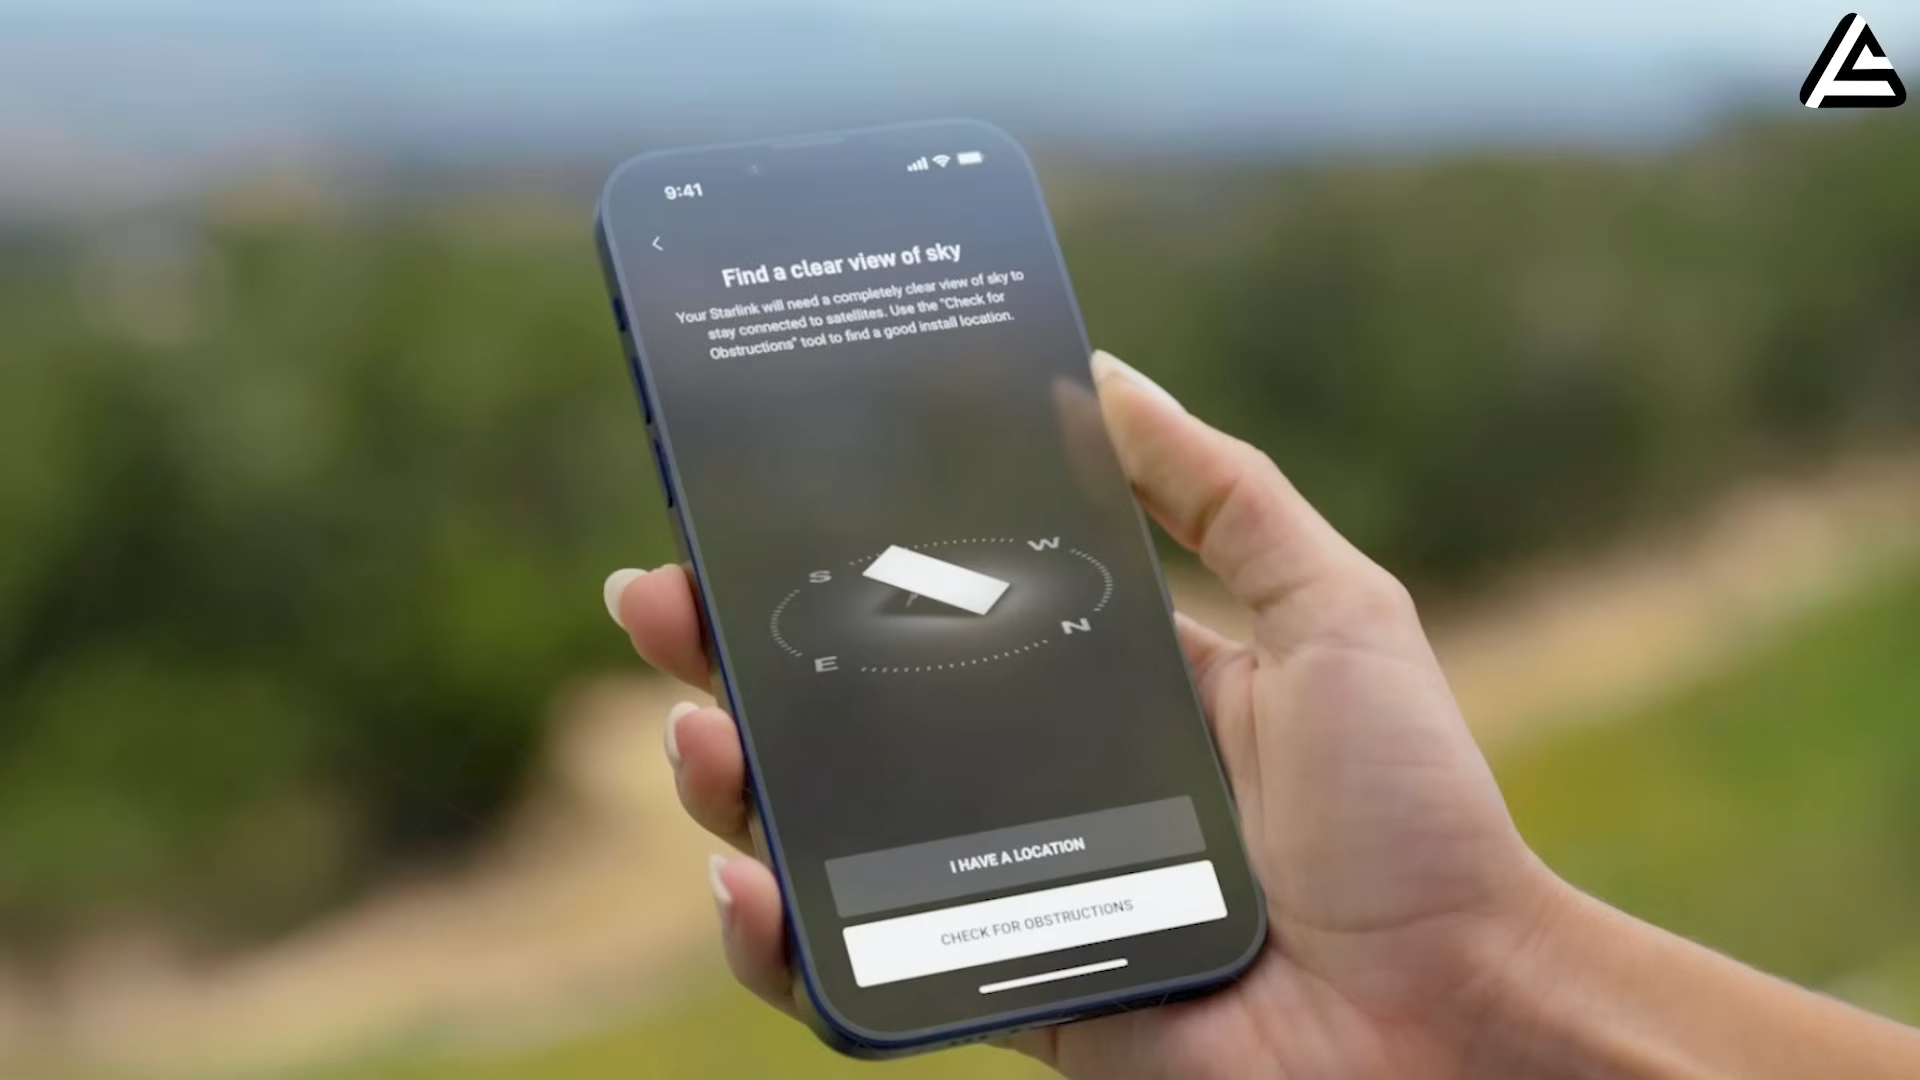 9:41
Find a clear view of sky
Your Starlink will need a completely clear view of sky to
stay connected to satellites. Use the "Check for
Obstructions" tool to find a good install location.
S
W
E
N
I HAVE A LOCATION
CHECK FOR OBSTRUCTIONS